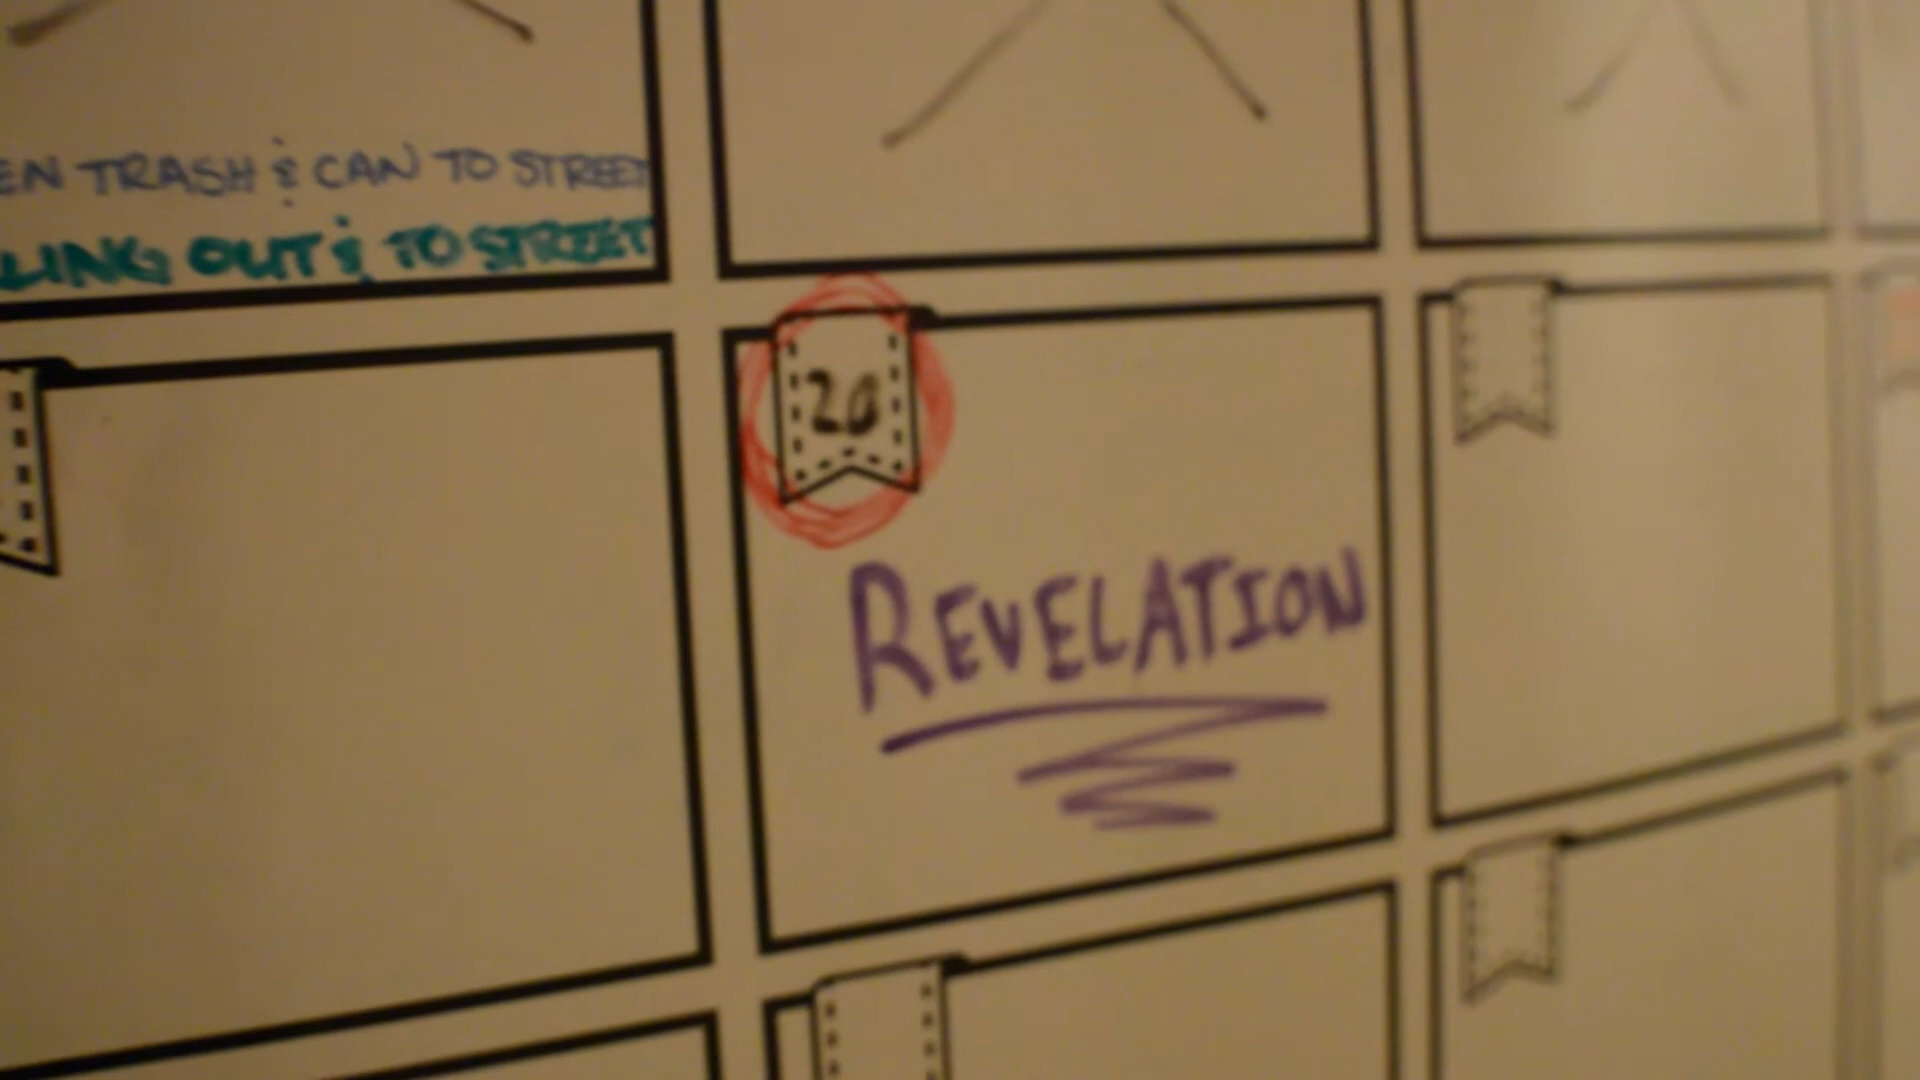 TRASH & CAN TO STREET
OUT & TO STREET
20
REVELATION